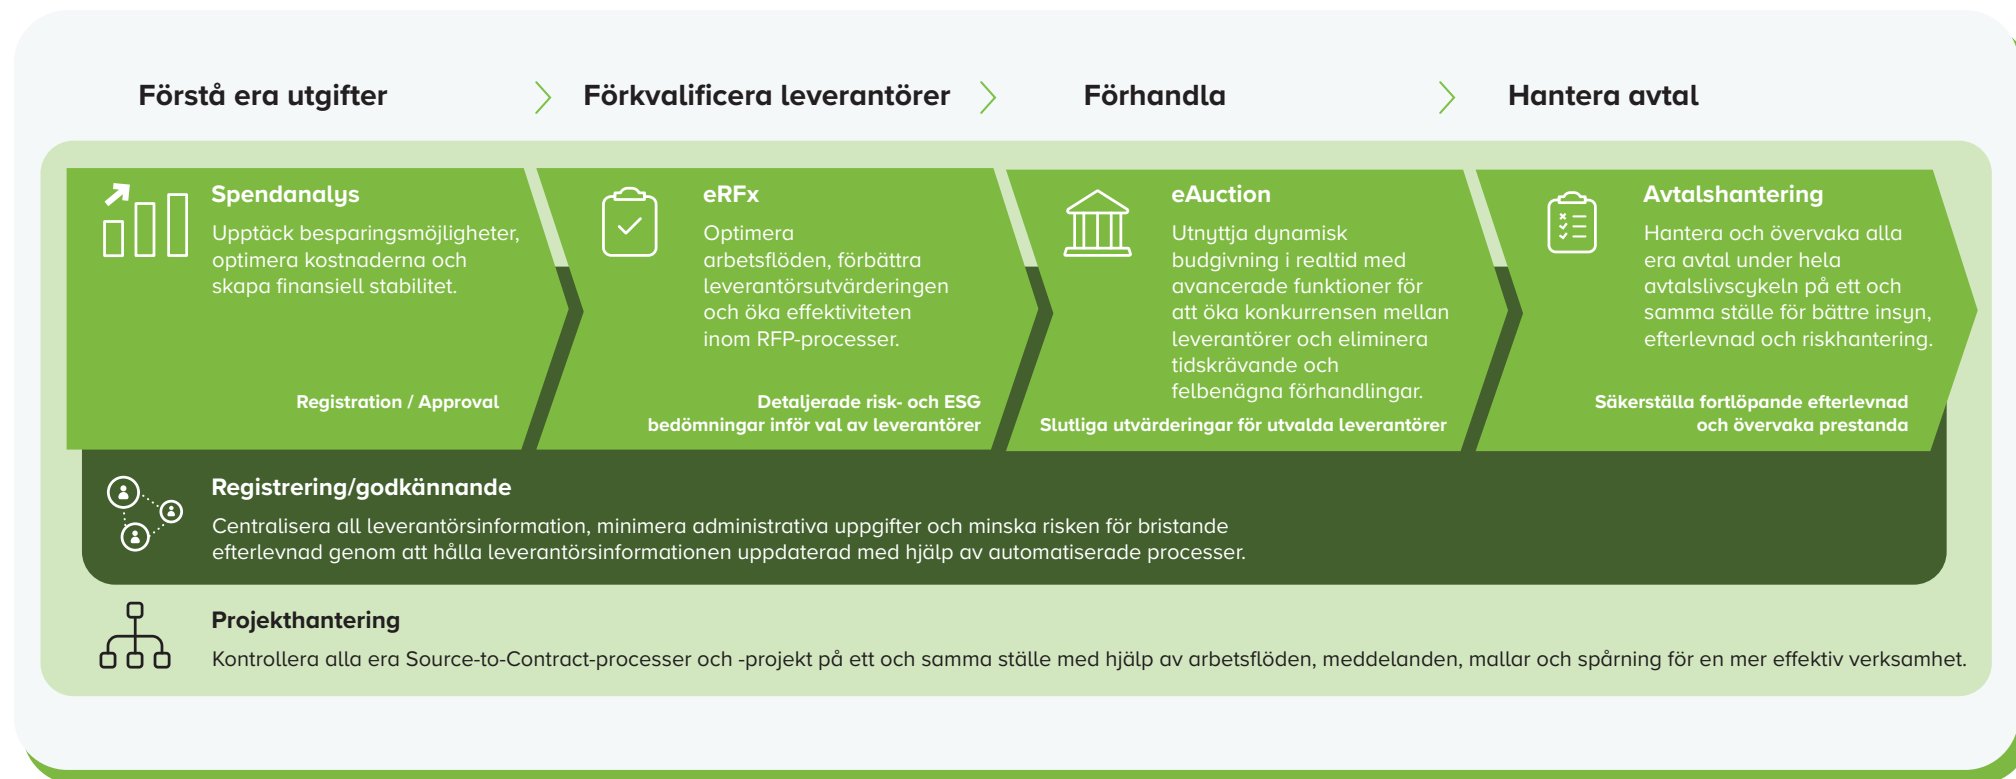 Förstå era utgifter
Förkvalificera leverantörer
Förhandla
Hantera avtal
Spendanalys
Upptäck besparingsmöjligheter,
optimera kostnaderna och
skapa finansiell stabilitet.
Registration / Approval
eRFx
Optimera
arbetsflöden, förbättra
leverantörsutvärderingen
och öka effektiviteten
inom RFP-processer.
Detaljerade risk- och ESG
bedömningar inför val av leverantörer
eAuction
Utnyttja dynamisk
budgivning i realtid med
avancerade funktioner för
att öka konkurrensen mellan
leverantörer och eliminera
tidskrävande och
felbenägna förhandlingar.
Slutliga utvärderingar för utvalda leverantörer
Avtalshantering
Hantera och övervaka alla
era avtal under hela
avtalslivscykeln på ett och
samma ställe för bättre insyn,
efterlevnad och riskhantering.
Säkerställa fortlöpande efterlevnad
och övervaka prestanda
Registrering/godkännande
Centralisera all leverantörsinformation, minimera administrativa uppgifter och minska risken för bristande
efterlevnad genom att hålla leverantörsinformationen uppdaterad med hjälp av automatiserade processer.
Projekthantering
Kontrollera alla era Source-to-Contract-processer och -projekt på ett och samma ställe med hjälp av arbetsflöden, meddelanden, mallar och spårning för en mer effektiv verksamhet.